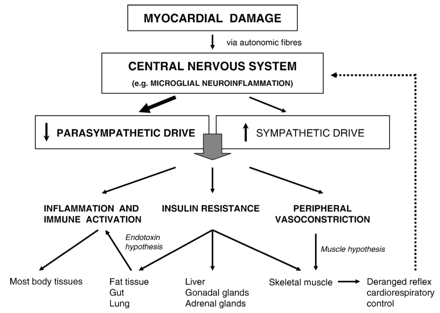 MYOCARDIAL DAMAGE
via autonomic fibres
CENTRAL NERVOUS SYSTEM
(e.g. MICROGLIAL NEUROINFLAMMATION)
PARASYMPATHETIC DRIVE
SYMPATHETIC DRIVE
INFLAMMATION AND
IMMUNE ACTIVATION
INSULIN RESISTANCE
PERIPHERAL
VASOCONSTRICTION
Endotoxin
hypothesis
Muscle hypothesis
Most body tissues
Fat tissue
Gut
Lung
Liver
Gonadal glands
Adrenal glands
Skeletal muscle
Deranged reflex
cardiorespiratory
control